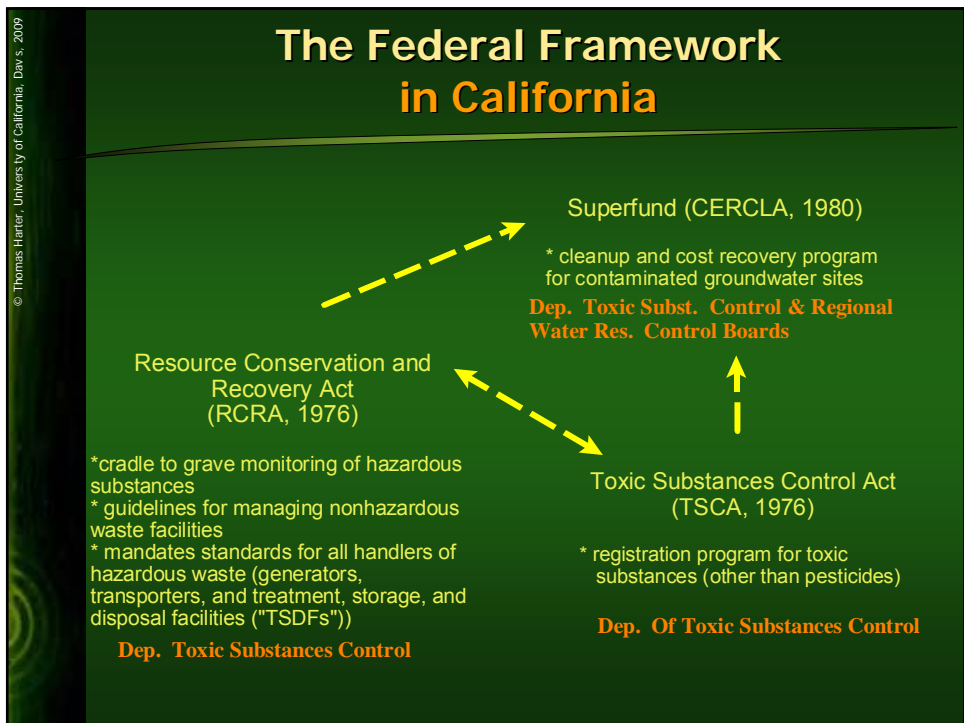 © Thomas Harter, University of California, Davis, 2009
The Federal Framework
in California
Superfund (CERCLA, 1980)
* cleanup and cost recovery program
for contaminated groundwater sites
Dep. Toxic Subst. Control & Regional
Water Res. Control Boards
Resource Conservation and
Recovery Act
(RCRA, 1976)
*cradle to grave monitoring of hazardous
substances
* guidelines for managing nonhazardous
waste facilities
* mandates standards for all handlers of
hazardous waste (generators,
transporters, and treatment, storage, and
disposal facilities ("TSDFs"))
Dep. Toxic Substances Control
Toxic Substances Control Act
(TSCA, 1976)
* registration program for toxic
substances (other than pesticides)
Dep. Of Toxic Substances Control